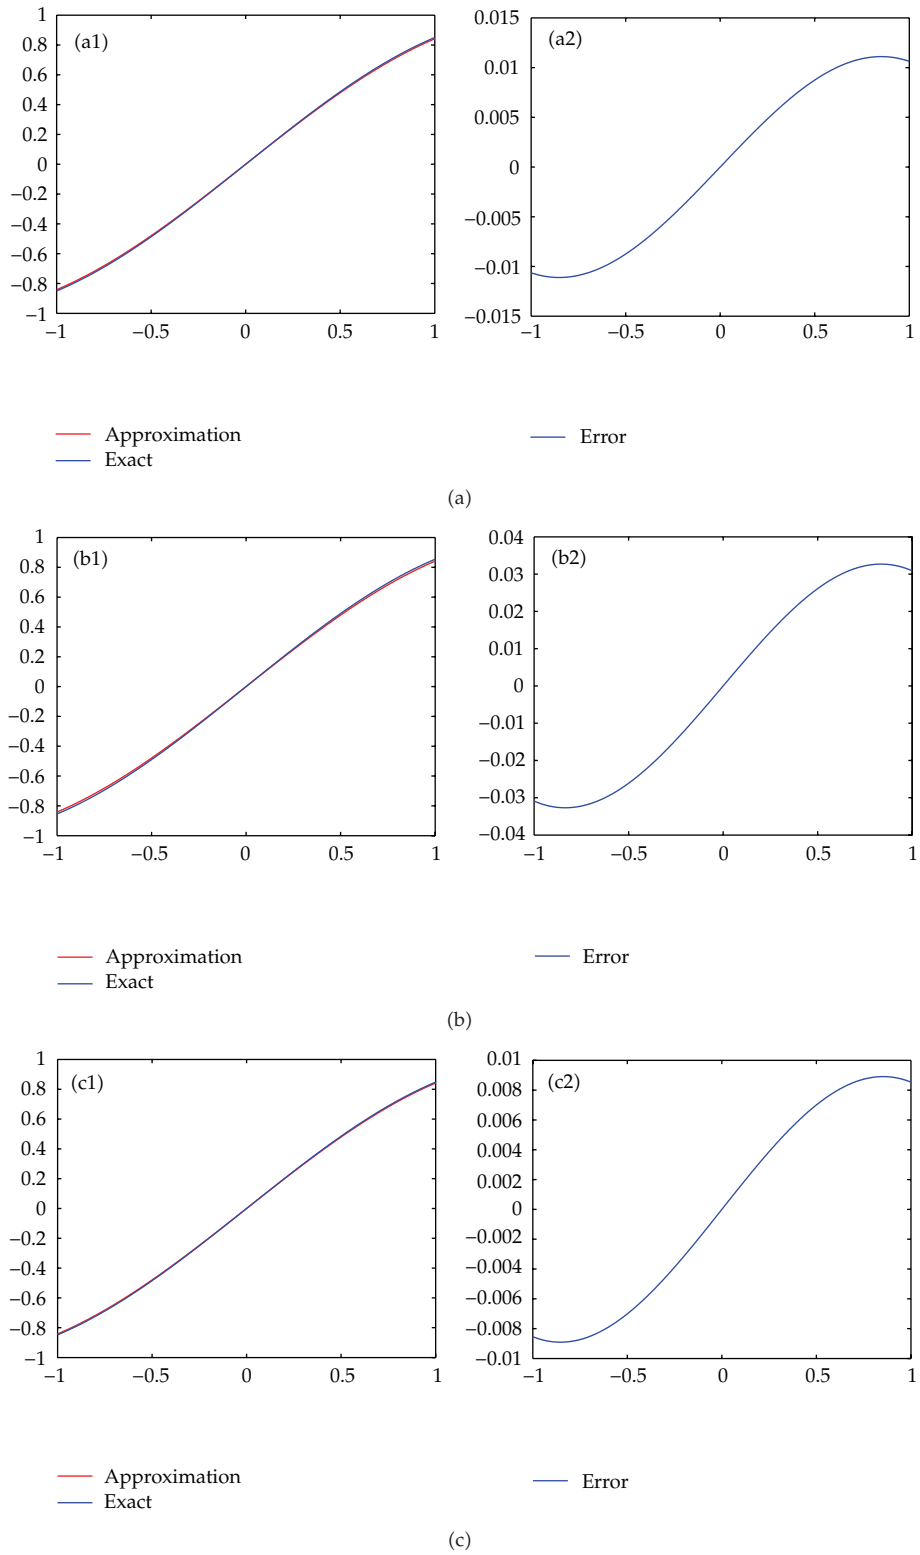 (a1)
1
0.8
0.6
0.4
0.2
0
−0.2
−0.4
−0.6
−0.8
−1
−1 −0.5 0 0.5 1
(a2)
0.015
0.01
0.005
0
−0.005
−0.01
−0.015
−1 −0.5 0 0.5 1
Approximation
Exact
Error
(a)
(b1)
1
0.8
0.6
0.4
0.2
0
−0.2
−0.4
−0.6
−0.8
−1
−1 −0.5 0 0.5 1
(b2)
0.04
0.03
0.02
0.01
0
−0.01
−0.02
−0.03
−0.04
−1 −0.5 0 0.5 1
Approximation
Exact
Error
(b)
(c1)
1
0.8
0.6
0.4
0.2
0
−0.2
−0.4
−0.6
−0.8
−1
−1 −0.5 0 0.5 1
(c2)
0.01
0.008
0.006
0.004
0.002
0
−0.002
−0.004
−0.006
−0.008
−0.01
−1 −0.5 0 0.5 1
Approximation
Exact
Error
(c)